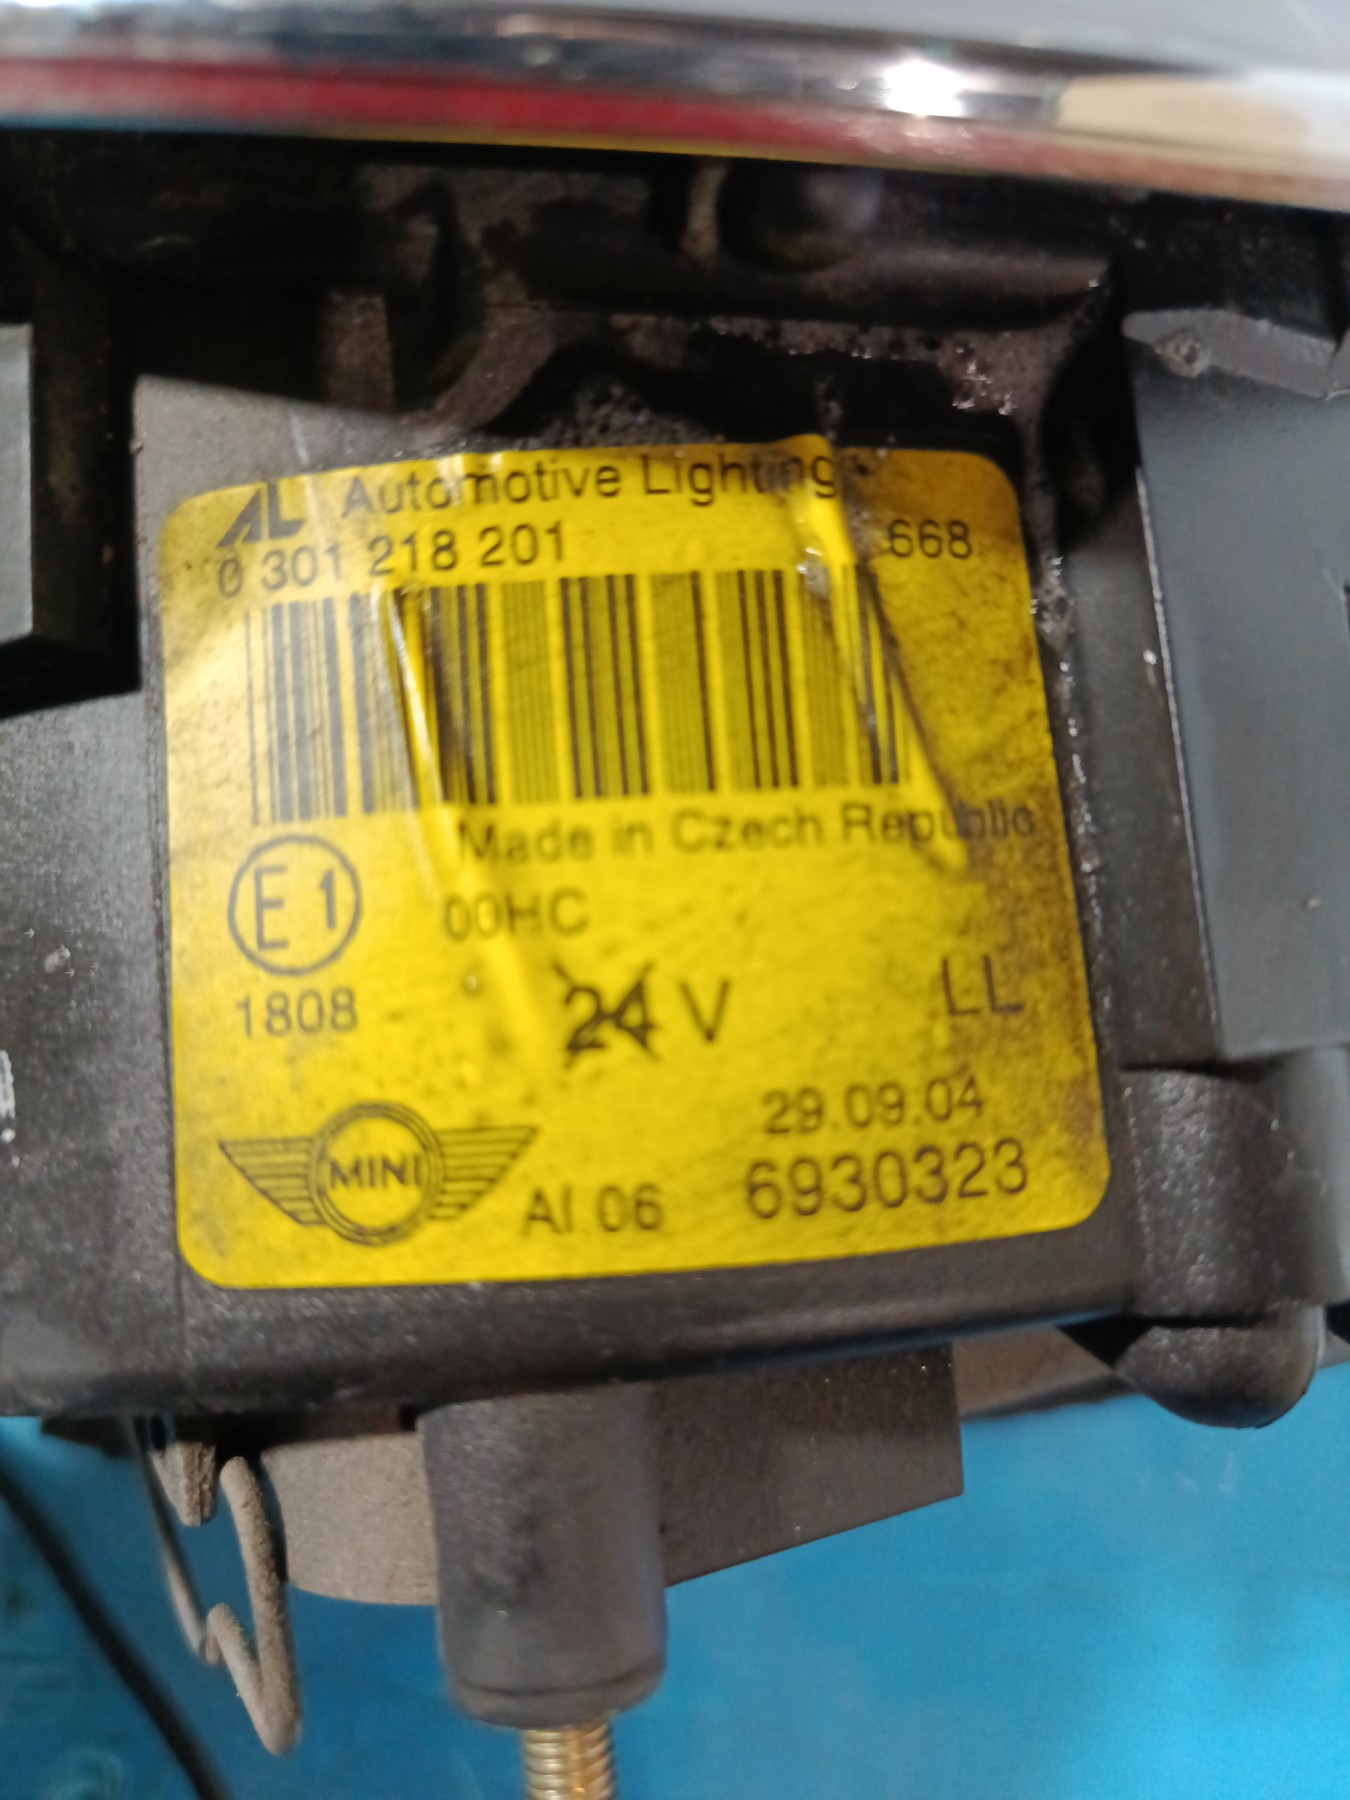 AL Automotive Lighting
0 301 218 201 668
Made in Czech Republic
E1 00HC
1808 24 V LL
29.09.04
MINI AI 06 6930323